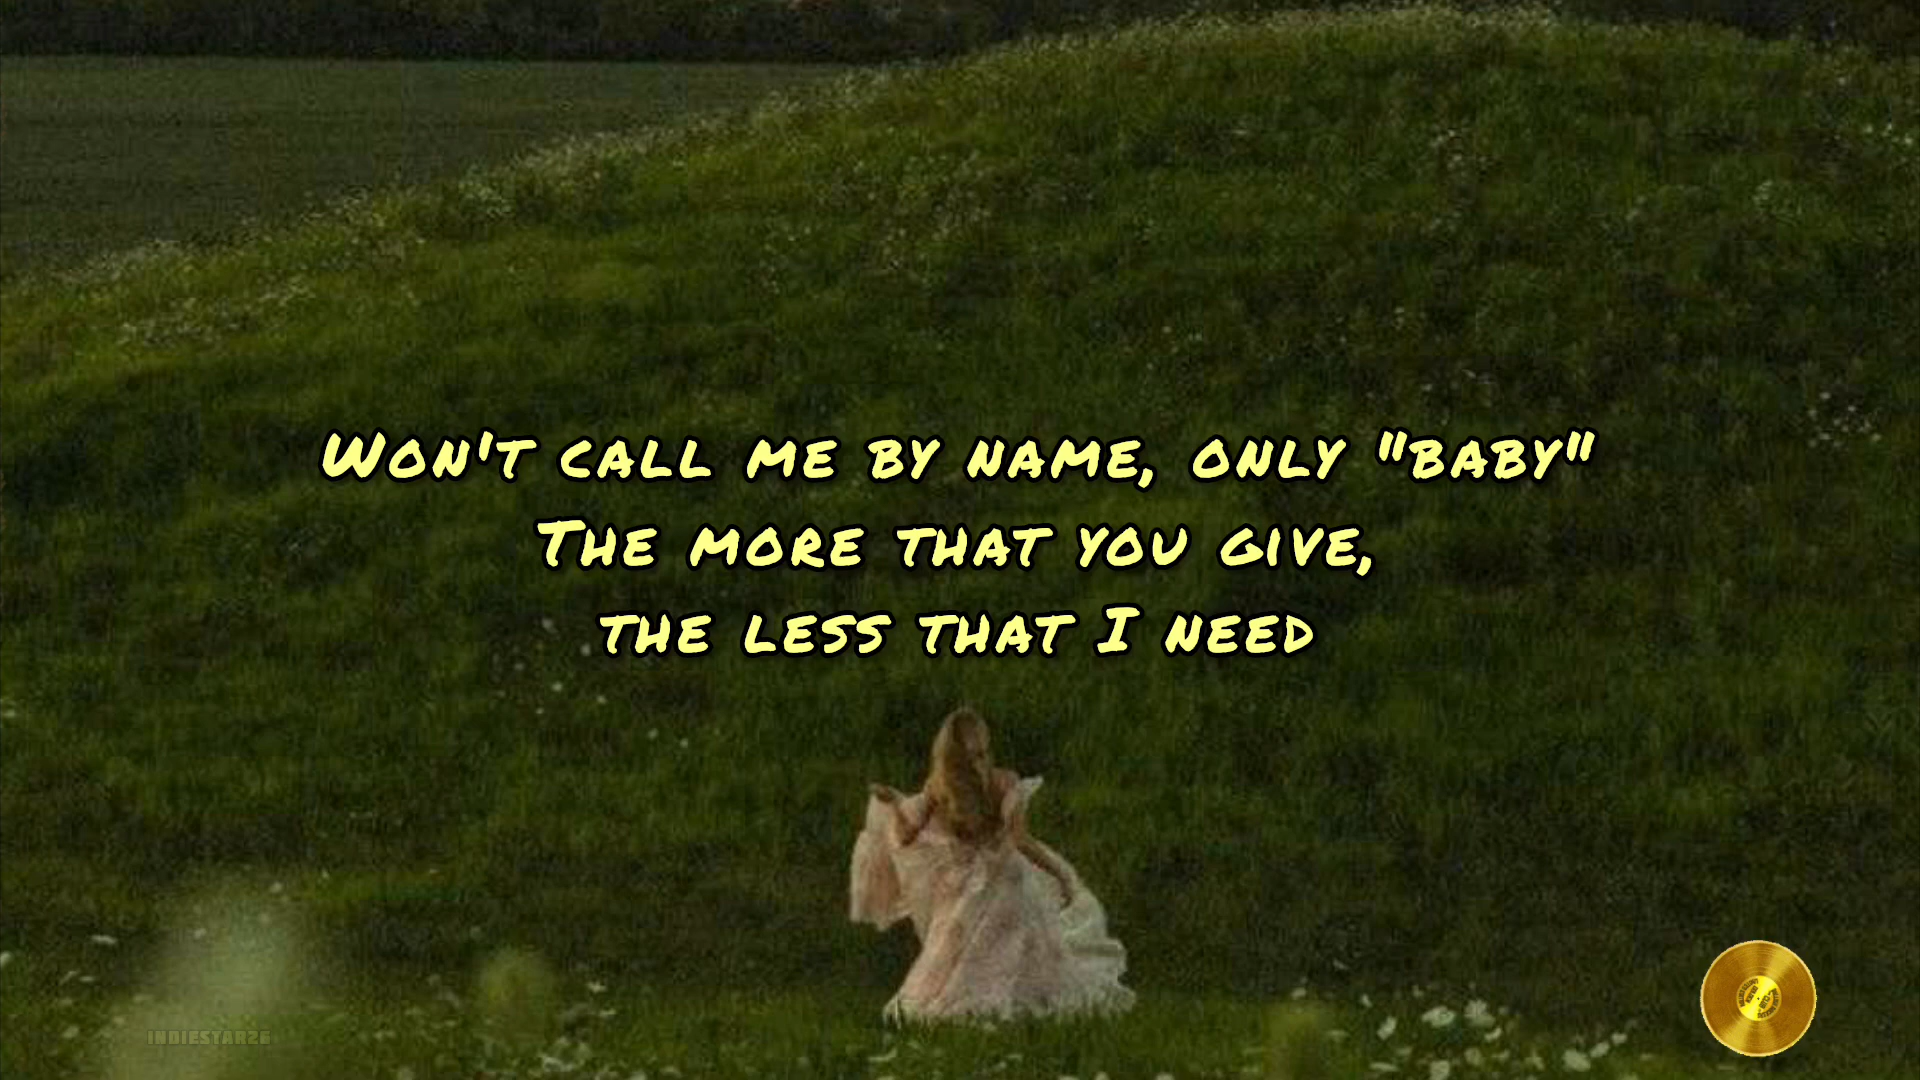 Won't call me by name, only "baby"
The more that you give,
the less that I need
INDIESTAR26